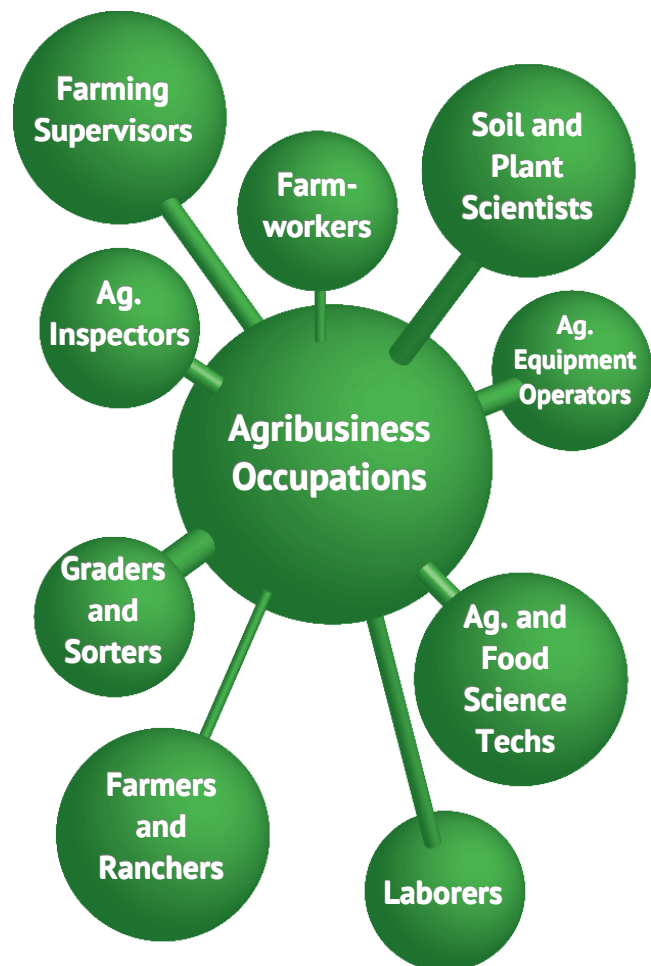 Farming
Supervisors
Farm-
workers
Soil and
Plant
Scientists
Ag.
Inspectors
Ag.
Equipment
Operators
Agribusiness
Occupations
Graders
and
Sorters
Ag. and
Food
Science
Techs
Farmers
and
Ranchers
Laborers